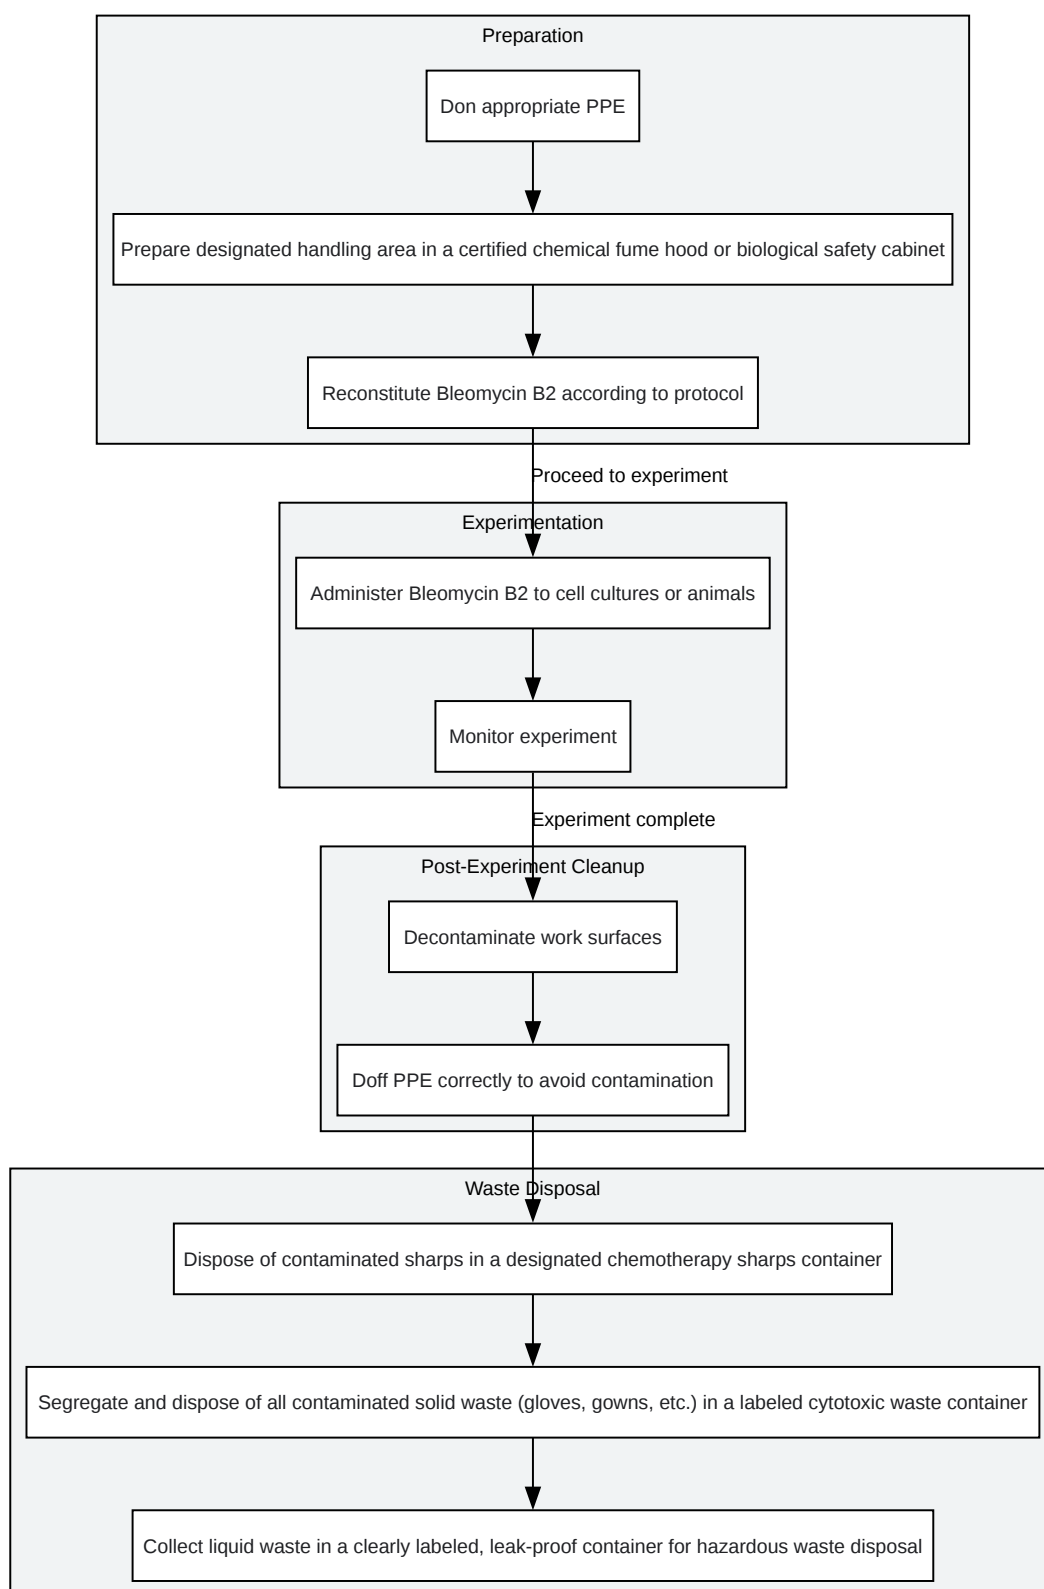 Preparation
Don appropriate PPE
Prepare designated handling area in a certified chemical fume hood or biological safety cabinet
Reconstitute Bleomycin B2 according to protocol
Proceed to experiment
Experimentation
Administer Bleomycin B2 to cell cultures or animals
Monitor experiment
Experiment complete
Post-Experiment Cleanup
Decontaminate work surfaces
Doff PPE correctly to avoid contamination
Waste Disposal
Dispose of contaminated sharps in a designated chemotherapy sharps container
Segregate and dispose of all contaminated solid waste (gloves, gowns, etc.) in a labeled cytotoxic waste container
Collect liquid waste in a clearly labeled, leak-proof container for hazardous waste disposal